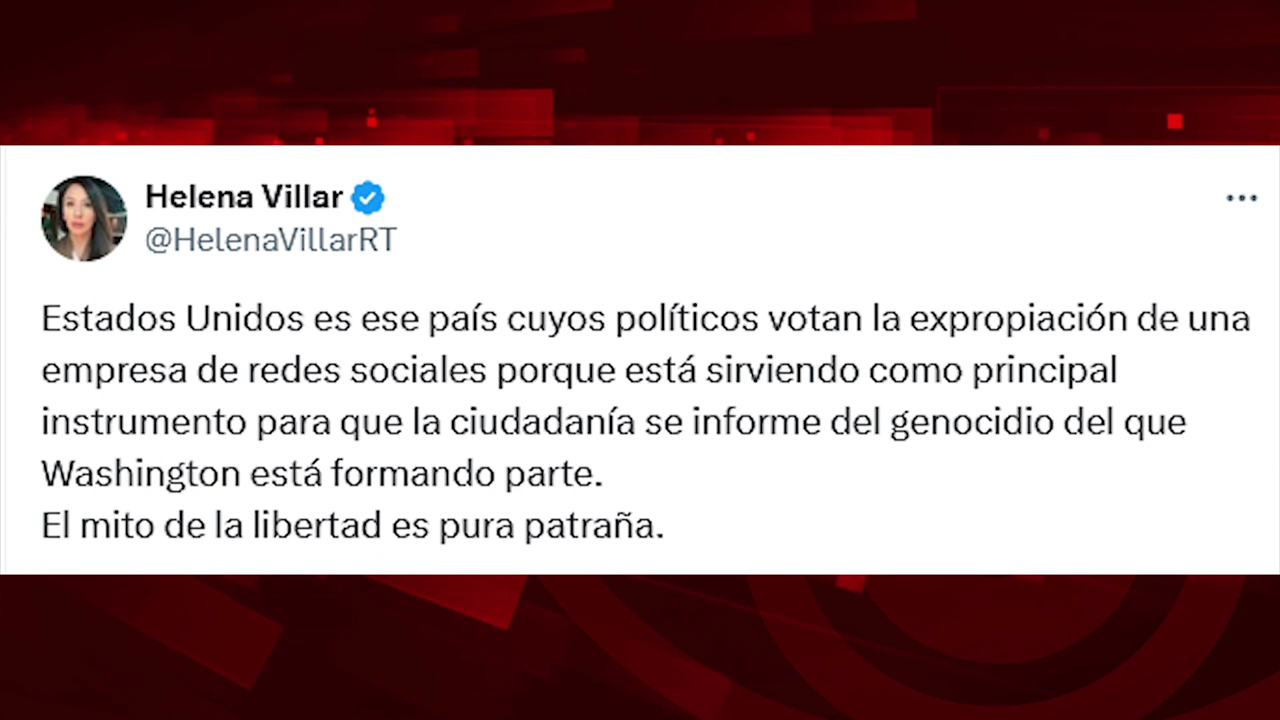 Helena Villar
@HelenaVillarRT
Estados Unidos es ese país cuyos políticos votan la expropiación de una
empresa de redes sociales porque está sirviendo como principal
instrumento para que la ciudadanía se informe del genocidio del que
Washington está formando parte.
El mito de la libertad es pura patraña.